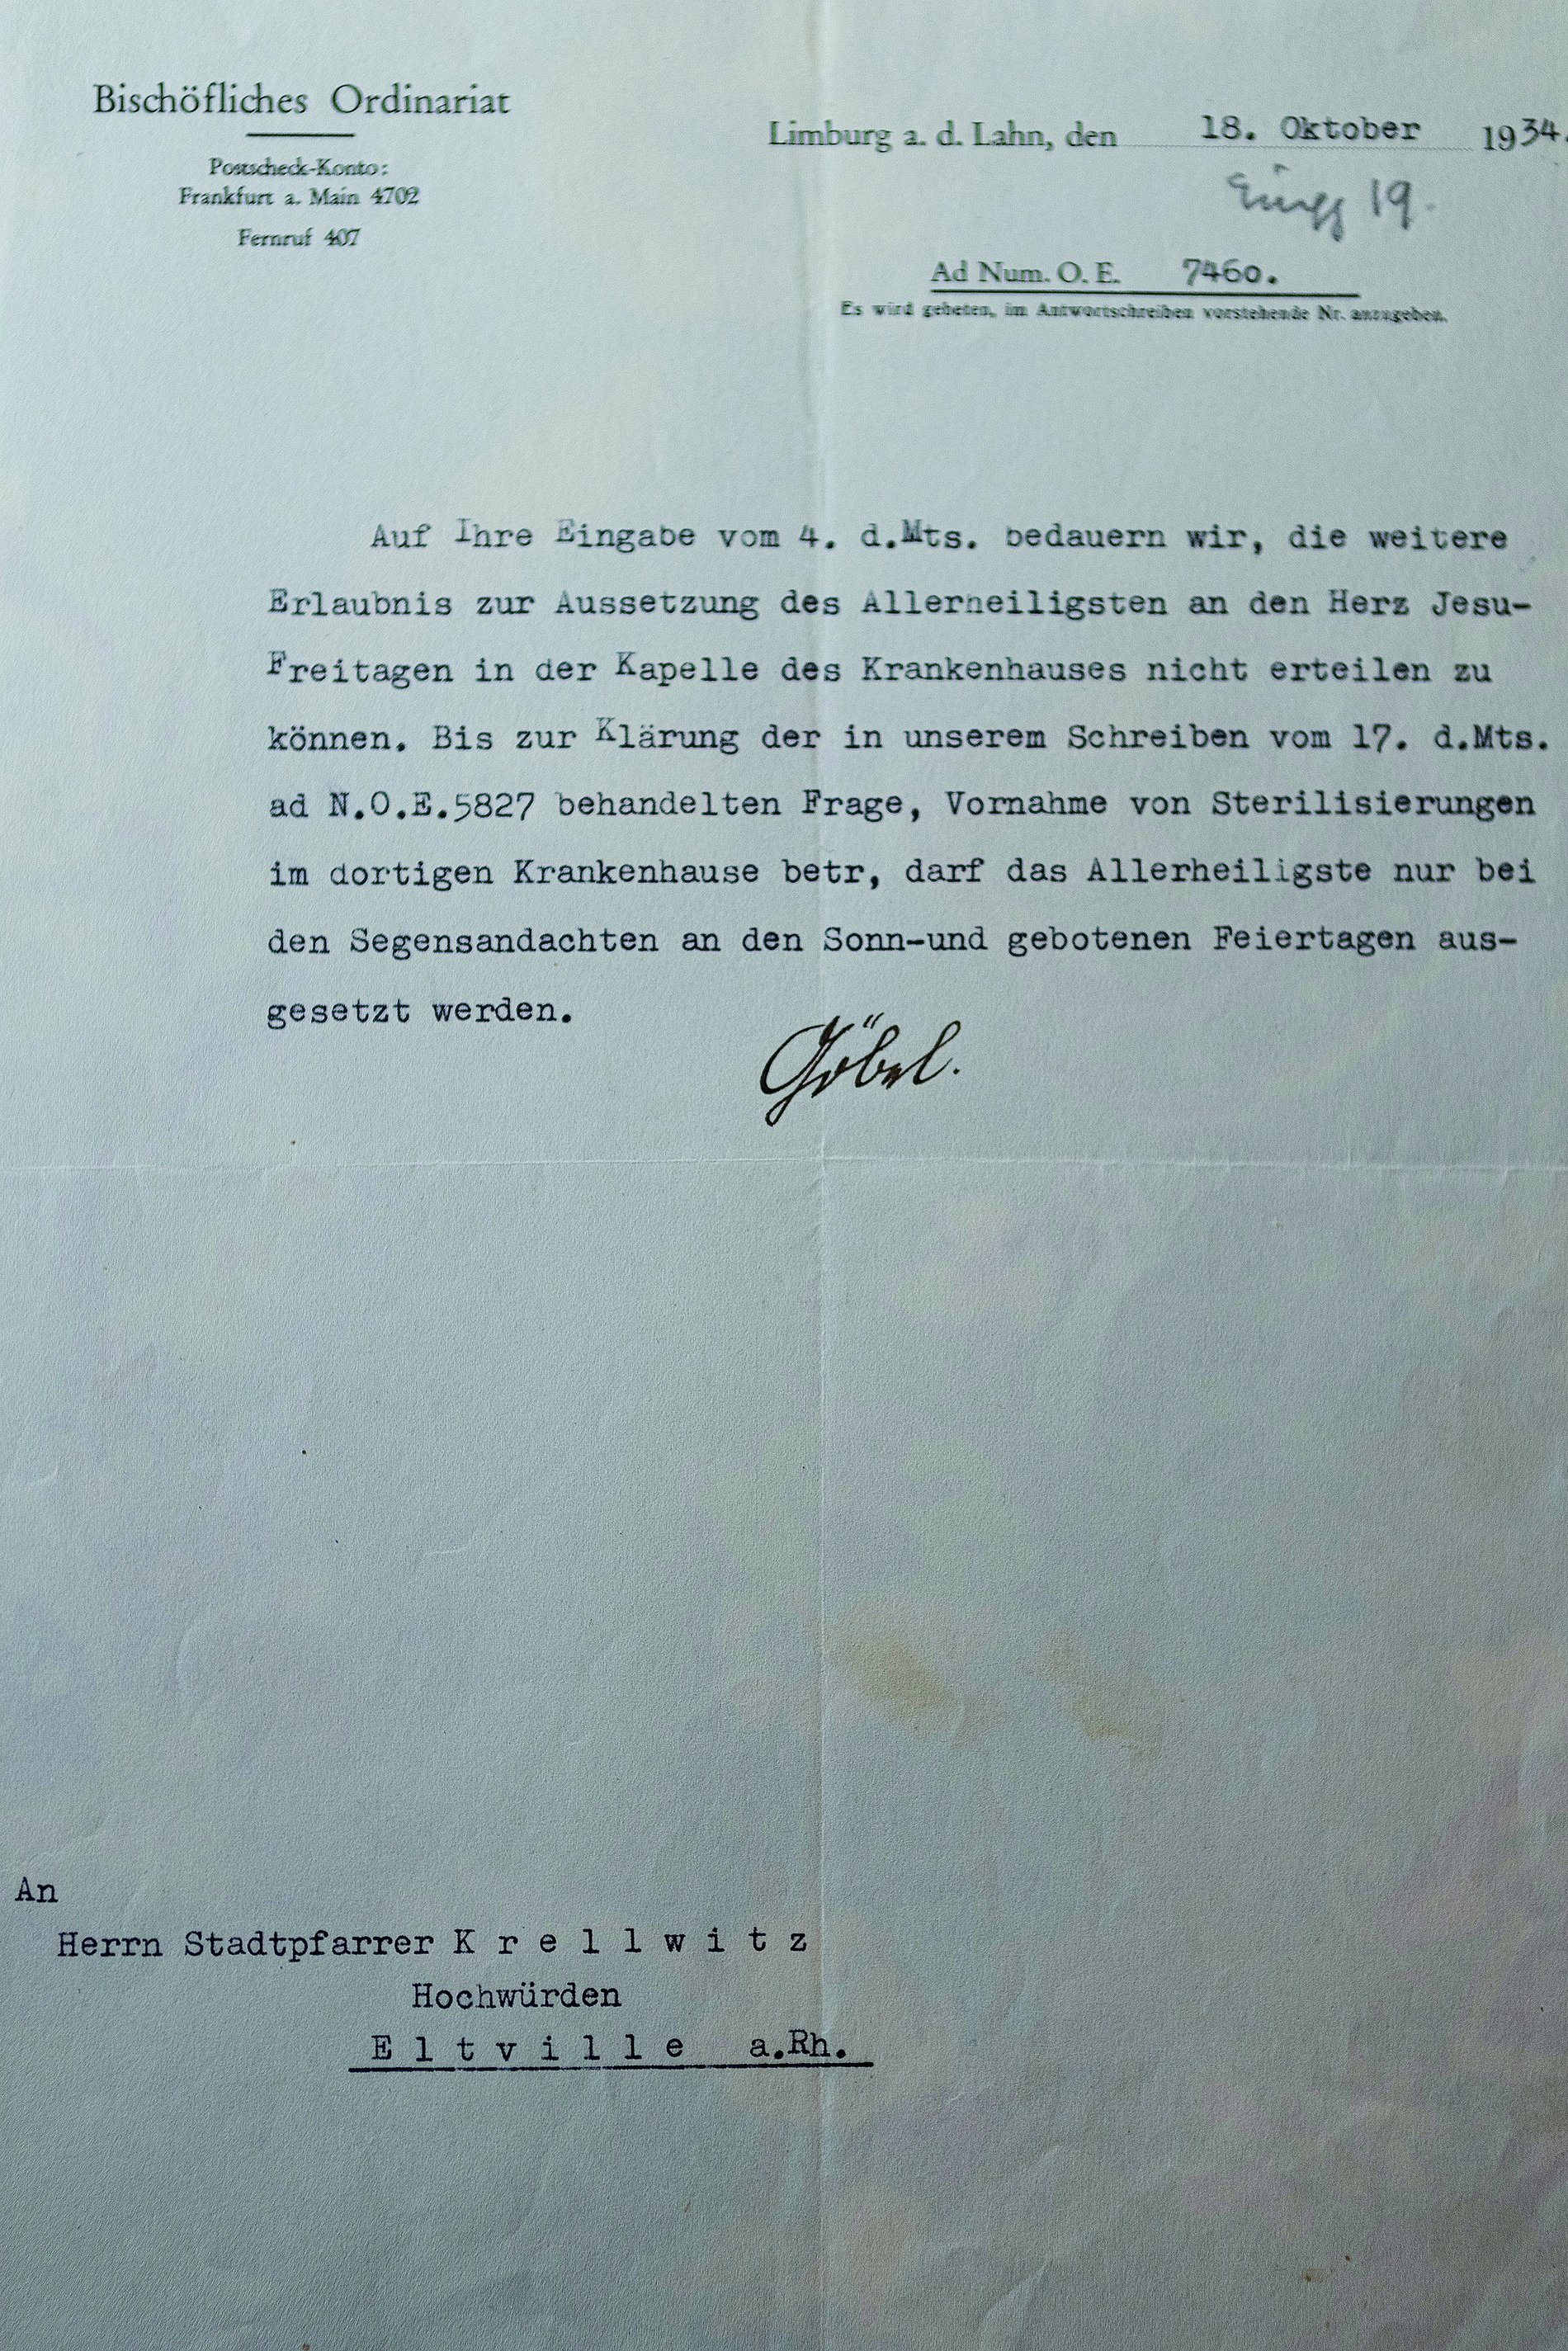 Bischöfliches Ordinariat
Postscheck-Konto:
Frankfurt a. Main 4702
Fernruf 407
Limburg a. d. Lahn, den 18. Oktober 1934.
Eingg 19.
Ad Num. O. E. 7460.
Es wird gebeten, im Antwortschreiben vorstehende Nr. anzugeben.
Auf Ihre Eingabe vom 4. d.Mts. bedauern wir, die weitere
Erlaubnis zur Aussetzung des Allerheiligsten an den Herz Jesu-
Freitagen in der Kapelle des Krankenhauses nicht erteilen zu
können. Bis zur Klärung der in unserem Schreiben vom 17. d.Mts.
ad N.O.E.5827 behandelten Frage, Vornahme von Sterilisierungen
im dortigen Krankenhause betr, darf das Allerheiligste nur bei
den Segensandachten an den Sonn-und gebotenen Feiertagen aus-
gesetzt werden.
Göbel.
An
Herrn Stadtpfarrer K r e l l w i t z
Hochwürden
E l t v i l l e a.Rh.